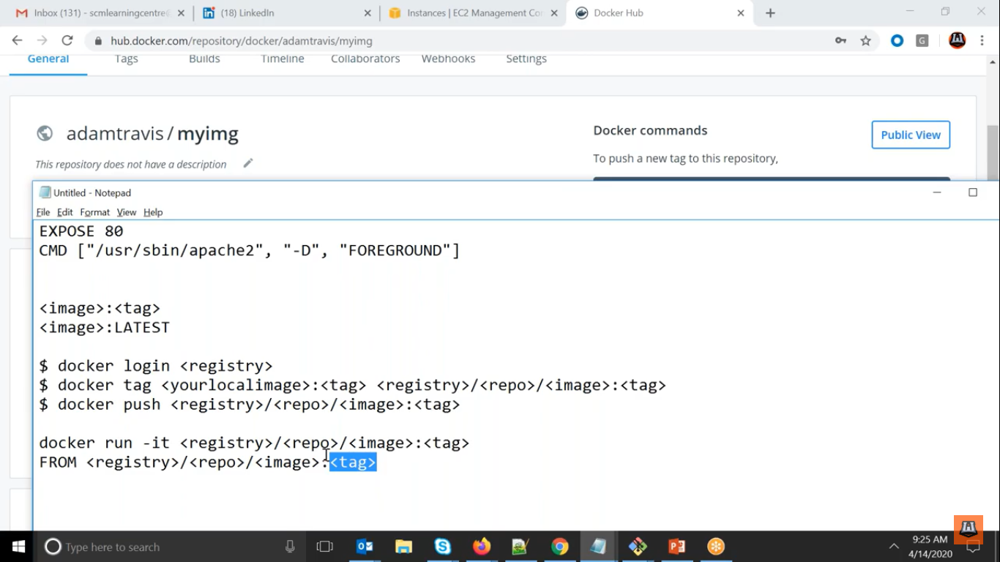 Inbox (131) - scmlearningcentre@
(18) LinkedIn
Instances | EC2 Management Co
Docker Hub
hub.docker.com/repository/docker/adamtravis/myimg
G
General
Tags
Builds
Timeline
Collaborators
Webhooks
Settings
adamtravis / myimg
This repository does not have a description
Docker commands
Public View
To push a new tag to this repository,
Untitled - Notepad
File Edit Format View Help
EXPOSE 80
CMD ["/usr/sbin/apache2", "-D", "FOREGROUND"]
<image>:<tag>
<image>:LATEST
$ docker login <registry>
$ docker tag <yourlocalimage>:<tag> <registry>/<repo>/<image>:<tag>
$ docker push <registry>/<repo>/<image>:<tag>
docker run -it <registry>/<repo>/<image>:<tag>
FROM <registry>/<repo>/<image>:<tag>
Type here to search
9:25 AM
4/14/2020